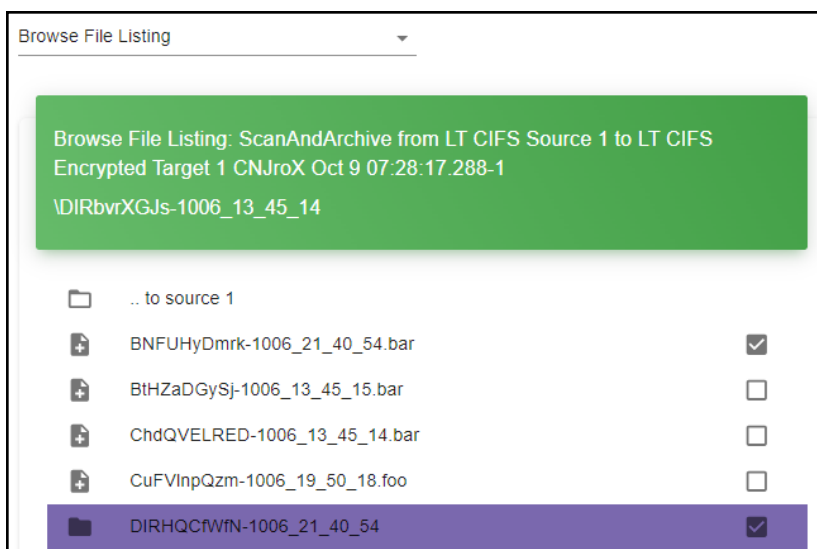 Browse File Listing
Browse File Listing: ScanAndArchive from LT CIFS Source 1 to LT CIFS
Encrypted Target 1 CNJroX Oct 9 07:28:17.288-1
\DIRbvrXGJs-1006_13_45_14
.. to source 1
BNFUHyDmrk-1006_21_40_54.bar
BtHZaDGySj-1006_13_45_15.bar
ChdQVELRED-1006_13_45_14.bar
CuFVlnpQzm-1006_19_50_18.foo
DIRHQCfWfN-1006_21_40_54